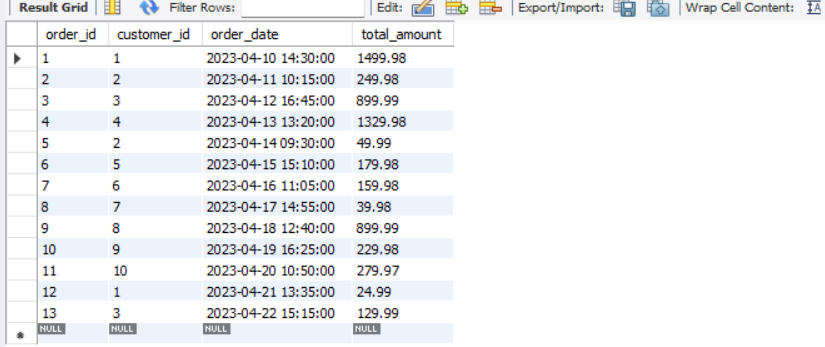 Result Grid Filter Rows: Edit: Export/Import: Wrap Cell Content: IA
order_id customer_id order_date total_amount
1 1 2023-04-10 14:30:00 1499.98
2 2 2023-04-11 10:15:00 249.98
3 3 2023-04-12 16:45:00 899.99
4 4 2023-04-13 13:20:00 1329.98
5 2 2023-04-14 09:30:00 49.99
6 5 2023-04-15 15:10:00 179.98
7 6 2023-04-16 11:05:00 159.98
8 7 2023-04-17 14:55:00 39.98
9 8 2023-04-18 12:40:00 899.99
10 9 2023-04-19 16:25:00 229.98
11 10 2023-04-20 10:50:00 279.97
12 1 2023-04-21 13:35:00 24.99
13 3 2023-04-22 15:15:00 129.99
NULL NULL NULL NULL